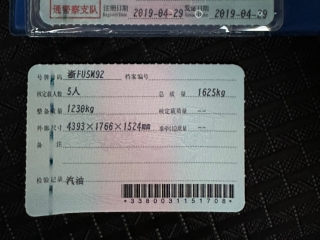 通警察支队
注册日期
2019-04-29
发证日期
2019-04-29
号牌号码 浙FU5M9Z 档案编号
核定载人数 5人 总质量 1625kg
整备质量 1230kg 核定载质量 --
外廓尺寸 4393×1766×1524mm 准牵引总质量 --
备注
检验记录 汽油
*3380031151708*